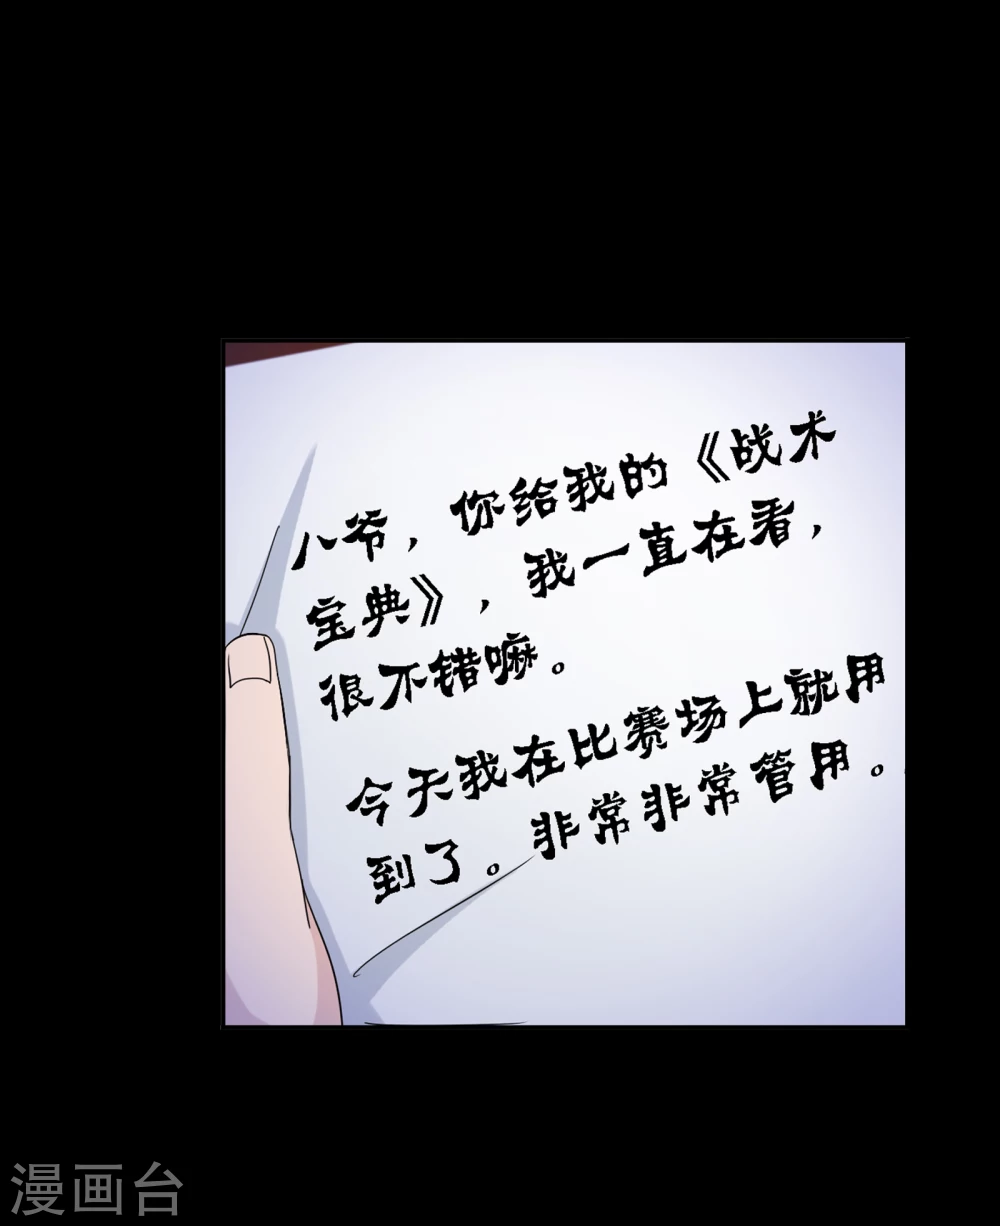 八爷，你给我的《战术
宝典》，我一直在看，
很不错嘛。
今天我在比赛场上就用
到了。非常非常管用。
漫画台